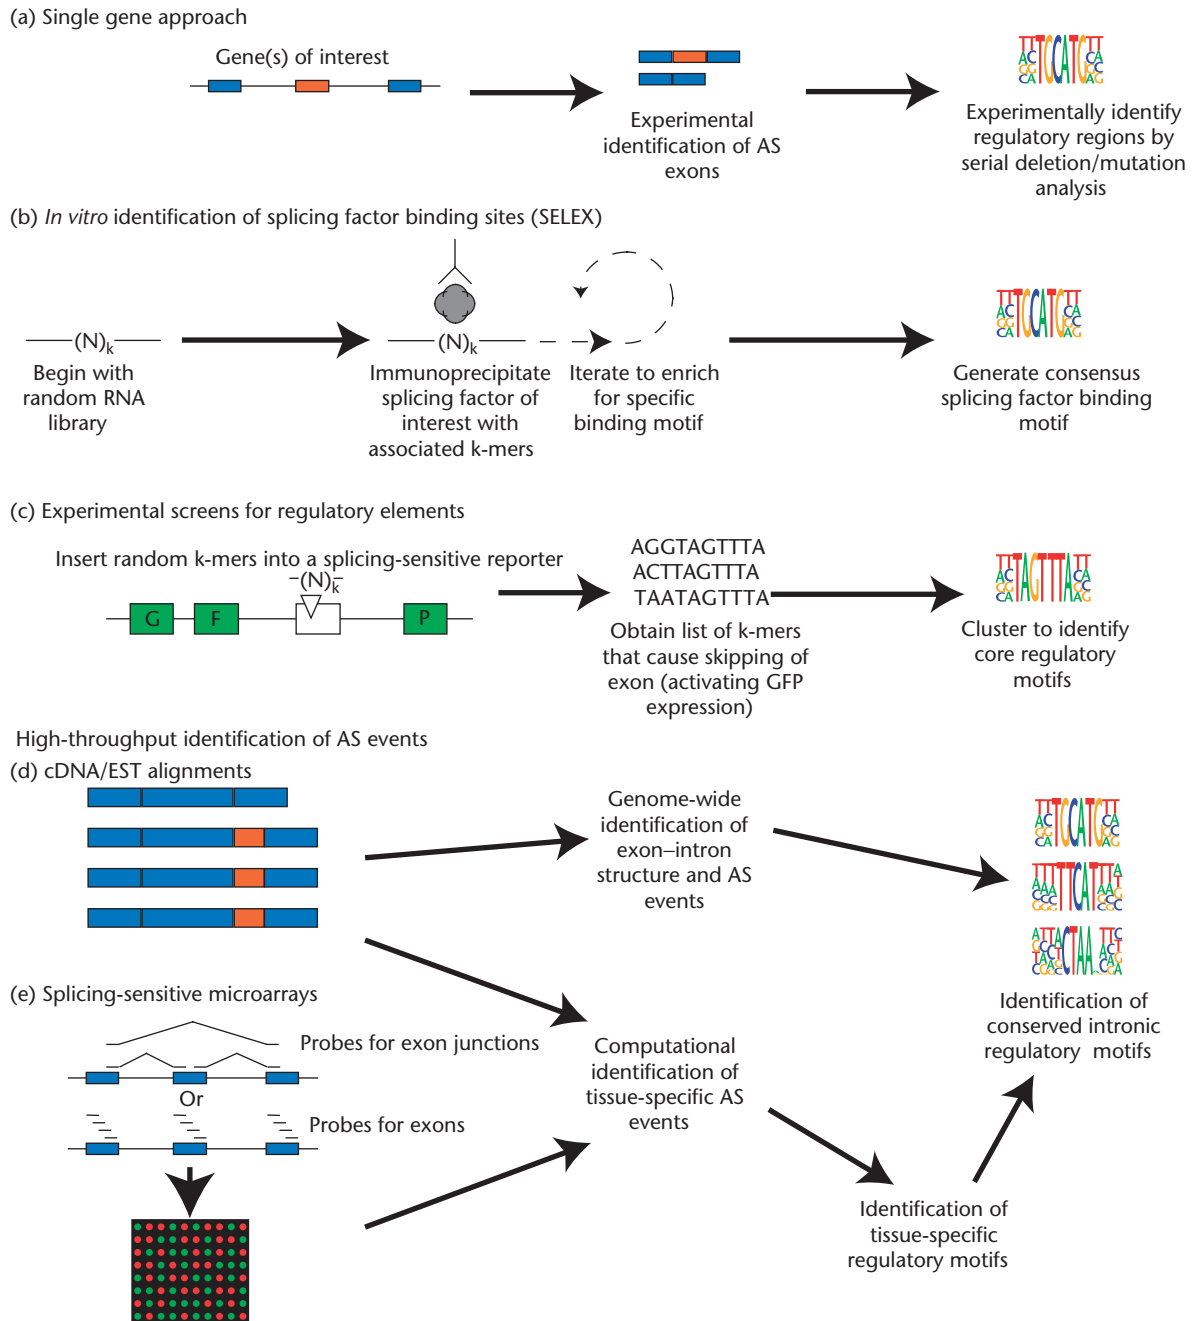 (a) Single gene approach
Gene(s) of interest
Experimental
identification of AS
exons
TGCATG
Experimentally identify
regulatory regions by
serial deletion/mutation
analysis
(b) In vitro identification of splicing factor binding sites (SELEX)
(N)k
Begin with
random RNA
library
(N)k
Immunoprecipitate
splicing factor of
interest with
associated k-mers
Iterate to enrich
for specific
binding motif
TGCATG
Generate consensus
splicing factor binding
motif
(c) Experimental screens for regulatory elements
Insert random k-mers into a splicing-sensitive reporter
–(N)k–
G F P
AGGTAGTTTA
ACTTAGTTTA
TAATAGTTTA
Obtain list of k-mers
that cause skipping of
exon (activating GFP
expression)
TAGTTTA
Cluster to identify
core regulatory
motifs
High-throughput identification of AS events
(d) cDNA/EST alignments
Genome-wide
identification of
exon–intron
structure and AS
events
TGCATG
TTCAT
CTAA
Identification of
conserved intronic
regulatory motifs
(e) Splicing-sensitive microarrays
Probes for exon junctions
Or
Probes for exons
Computational
identification of
tissue-specific AS
events
Identification of
tissue-specific
regulatory motifs